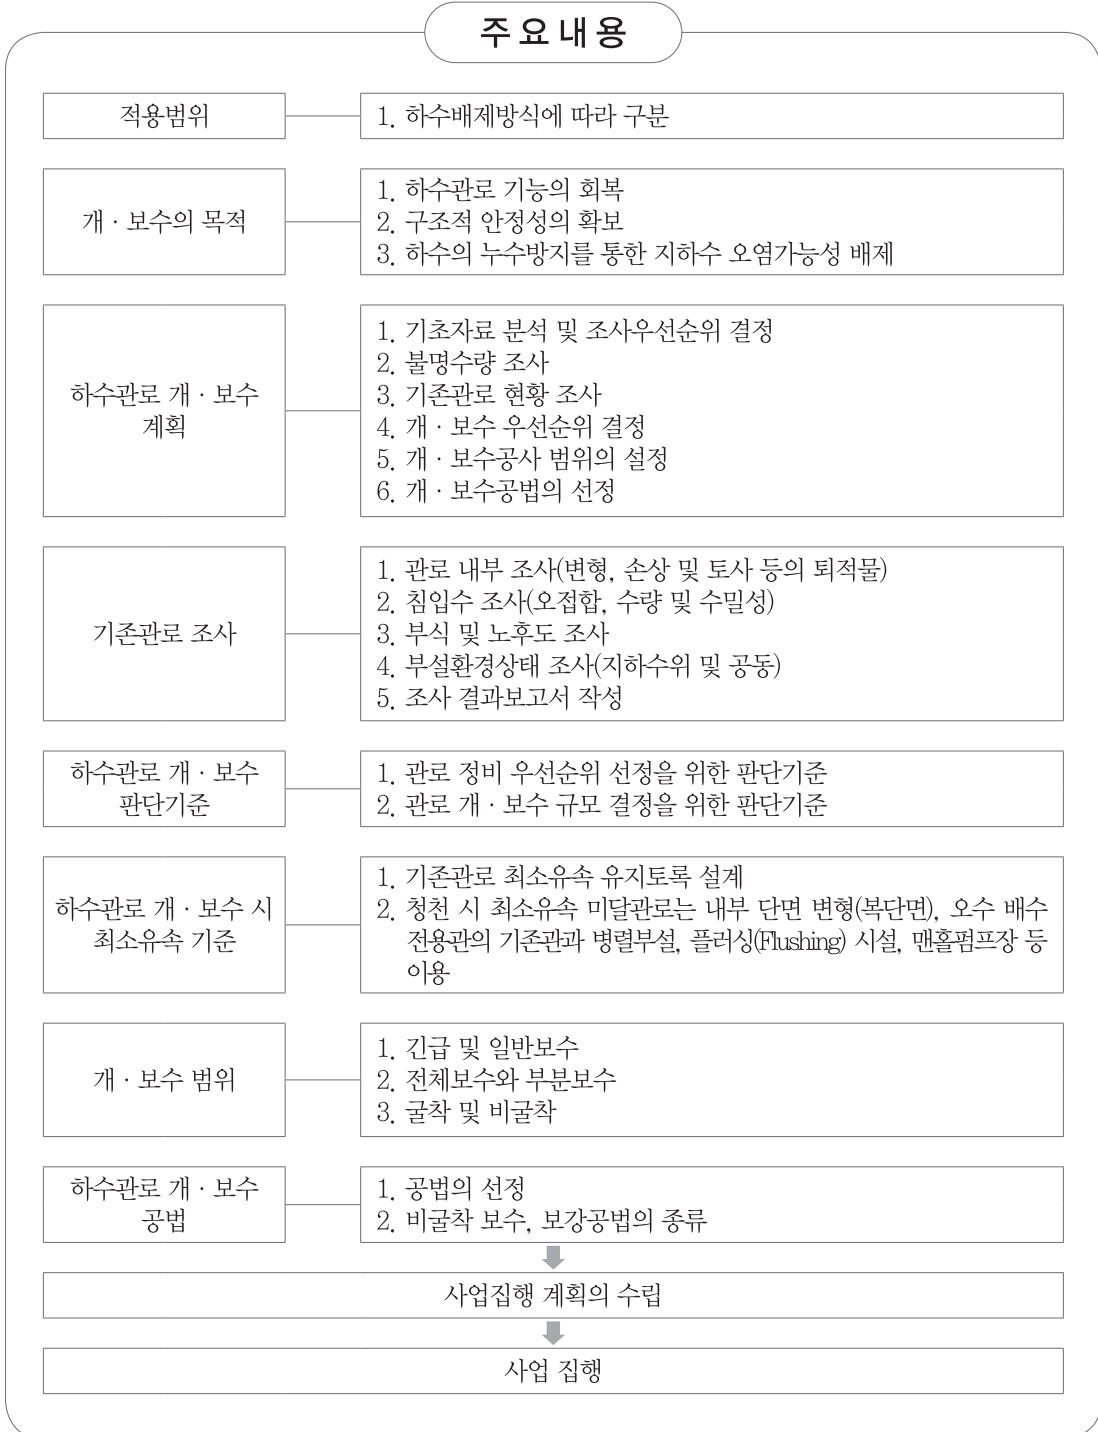 주요내용
적용범위
1. 하수배제방식에 따라 구분
개 · 보수의 목적
1. 하수관로 기능의 회복
2. 구조적 안정성의 확보
3. 하수의 누수방지를 통한 지하수 오염가능성 배제
하수관로 개 · 보수
계획
1. 기초자료 분석 및 조사우선순위 결정
2. 불명수량 조사
3. 기존관로 현황 조사
4. 개 · 보수 우선순위 결정
5. 개 · 보수공사 범위의 설정
6. 개 · 보수공법의 선정
기존관로 조사
1. 관로 내부 조사(변형, 손상 및 토사 등의 퇴적물)
2. 침입수 조사(오접합, 수량 및 수밀성)
3. 부식 및 노후도 조사
4. 부설환경상태 조사(지하수위 및 공동)
5. 조사 결과보고서 작성
하수관로 개 · 보수
판단기준
1. 관로 정비 우선순위 선정을 위한 판단기준
2. 관로 개 · 보수 규모 결정을 위한 판단기준
하수관로 개 · 보수 시
최소유속 기준
1. 기존관로 최소유속 유지토록 설계
2. 청천 시 최소유속 미달관로는 내부 단면 변형(복단면), 오수 배수
전용관의 기존관과 병렬부설, 플러싱(Flushing) 시설, 맨홀펌프장 등
이용
개 · 보수 범위
1. 긴급 및 일반보수
2. 전체보수와 부분보수
3. 굴착 및 비굴착
하수관로 개 · 보수
공법
1. 공법의 선정
2. 비굴착 보수, 보강공법의 종류
사업집행 계획의 수립
사업 집행